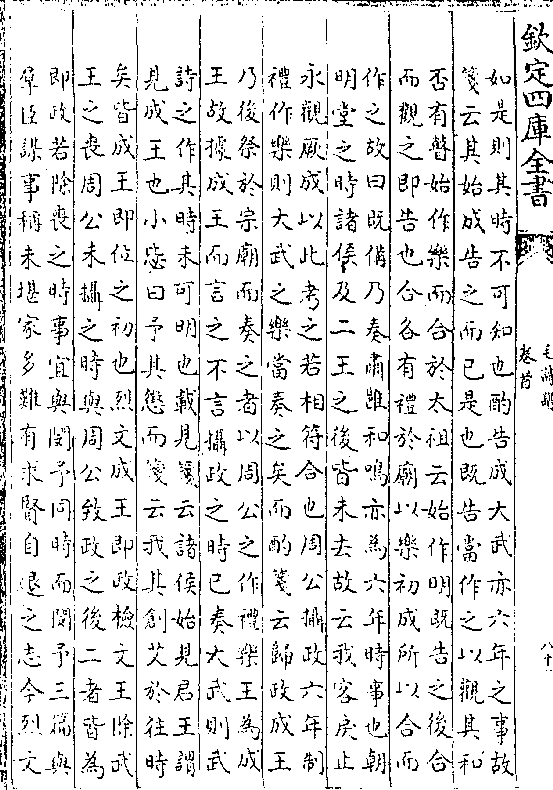 欽定四庫全書
毛詩
卷首
如是則其時不可知也酌告成大武亦六年之事故
箋云其始成告之而已是也既告當作之以觀其和
否有瞽始作樂而合於太祖云始作明既告之後合
而觀之即告也合各有禮於廟以樂初成所以合而
作之故曰既備乃奏肅雝和鳴亦為六年時事也朝
明堂之時諸侯及二王之後皆未去故云我客戾止
永觀厥成以此考之若相符合也周公攝政六年制
禮作樂則大武之樂當奏之矣而酌箋云歸政成王
乃後祭於宗廟而奏之者以周公之作禮樂王為成
王故據成王而言之不言攝政之時已奏大武則武
詩之作其時未可明也載見箋云諸侯始見君王謂
見成王也小毖曰予其懲而箋云我其創艾於往時
矣皆成王即位之初也烈文成王即政檢文王除武
王之喪周公未攝之時與周公致政之後二者皆為
即政若除喪之時事宜與閔予同時而閔予三篇與
羣臣謀事稱未堪家多難有求賢自退之志今烈文